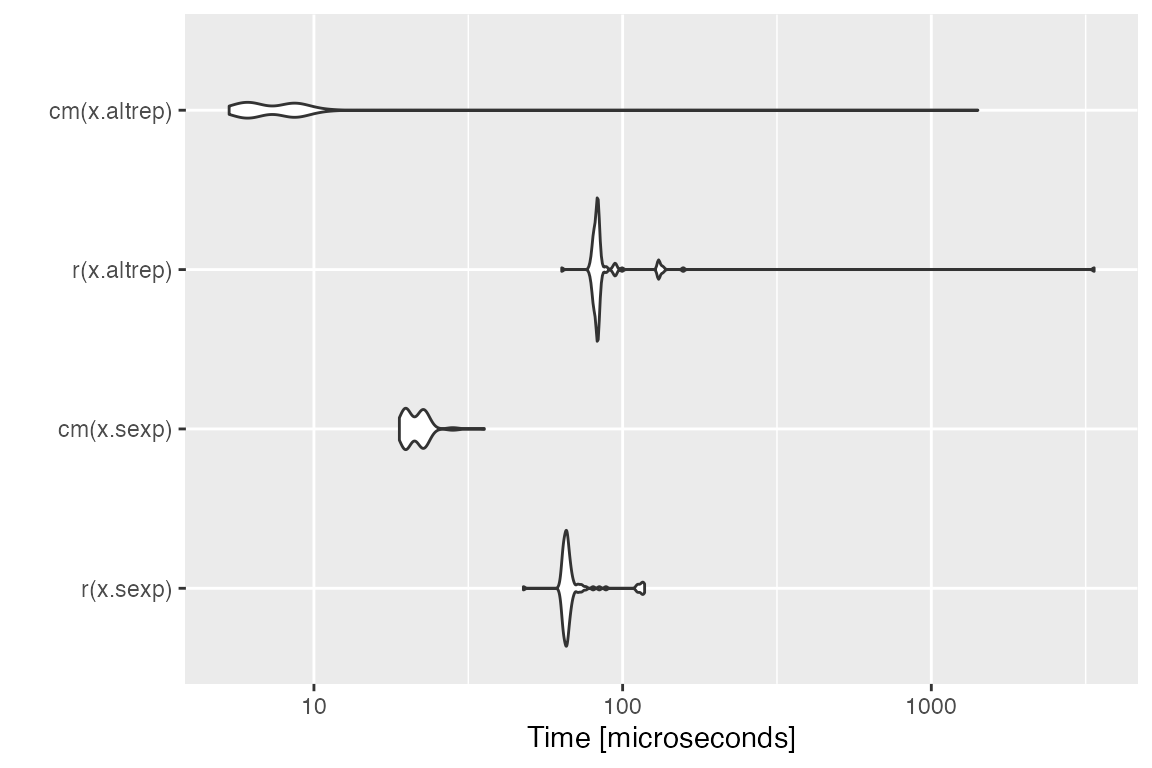 cm(x.altrep)
r(x.altrep)
cm(x.sexp)
r(x.sexp)
10 100 1000
Time [microseconds]